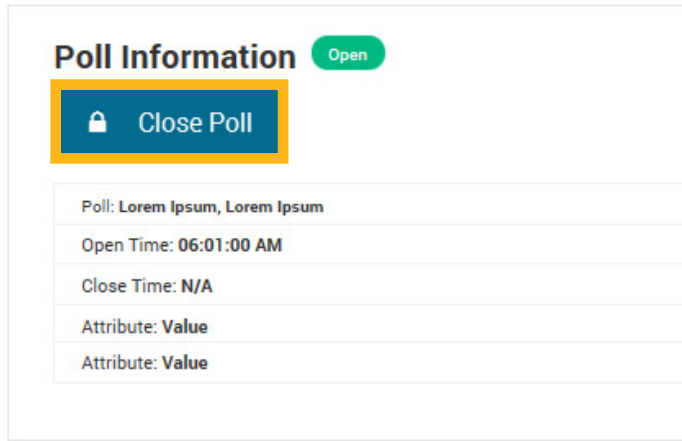 Poll Information Open
Close Poll
Poll: Lorem Ipsum, Lorem Ipsum
Open Time: 06:01:00 AM
Close Time: N/A
Attribute: Value
Attribute: Value